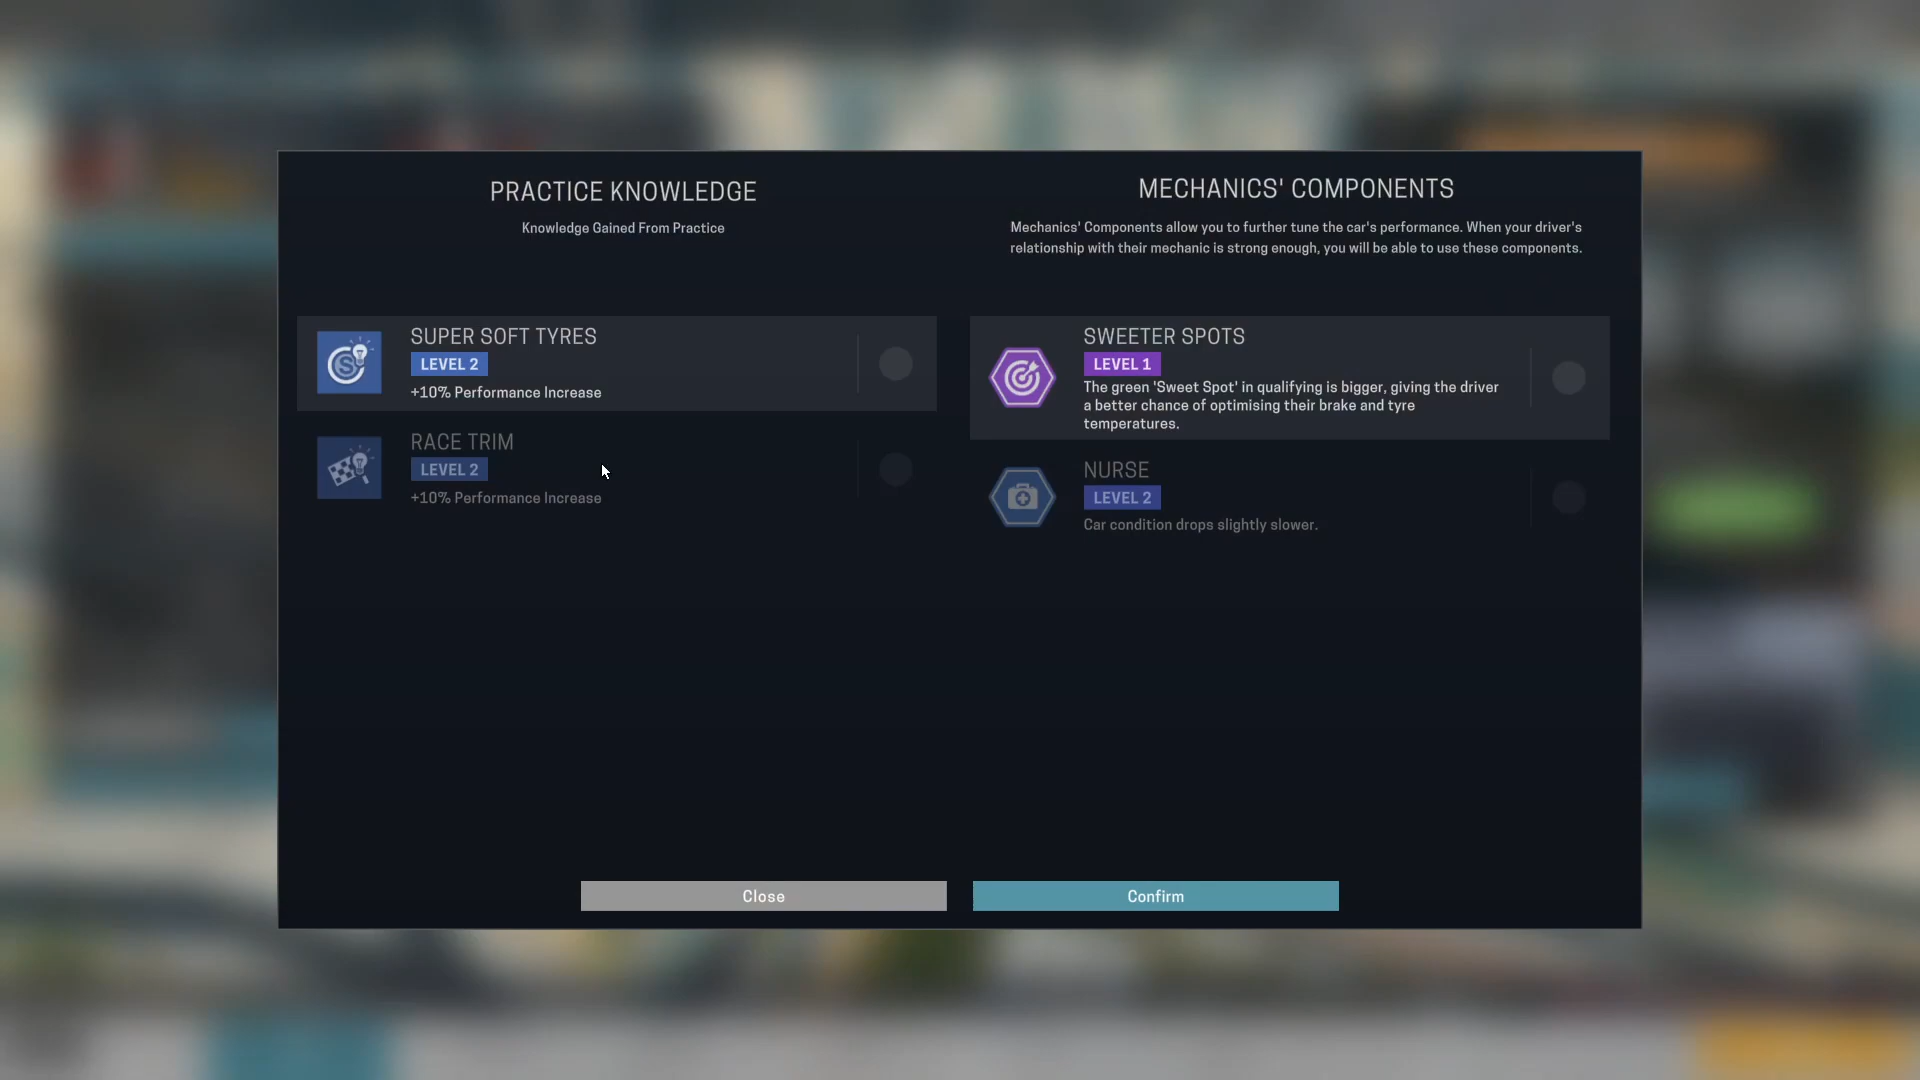 PRACTICE KNOWLEDGE
Knowledge Gained From Practice
SUPER SOFT TYRES
LEVEL 2
+10% Performance Increase
RACE TRIM
LEVEL 2
+10% Performance Increase
MECHANICS' COMPONENTS
Mechanics' Components allow you to further tune the car's performance. When your driver's
relationship with their mechanic is strong enough, you will be able to use these components.
SWEETER SPOTS
LEVEL 1
The green 'Sweet Spot' in qualifying is bigger, giving the driver
a better chance of optimising their brake and tyre
temperatures.
NURSE
LEVEL 2
Car condition drops slightly slower.
Close
Confirm